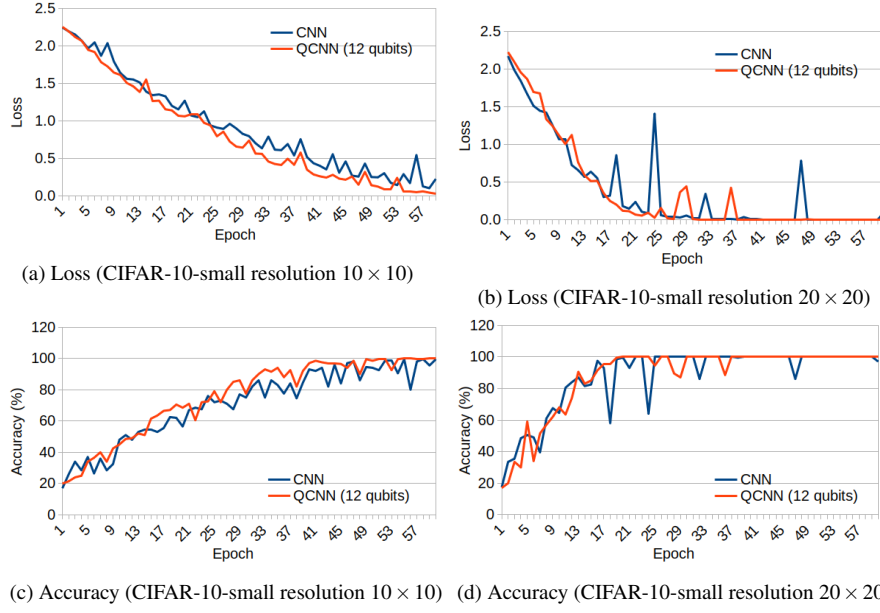 2.5
2.0
1.5
1.0
0.5
0.0
Loss
CNN
QCNN (12 qubits)
1 5 9 13 17 21 25 29 33 37 41 45 49 53 57
Epoch
(a) Loss (CIFAR-10-small resolution 10 × 10)
2.5
2.0
1.5
1.0
0.5
0.0
Loss
CNN
QCNN (12 qubits)
1 5 9 13 17 21 25 29 33 37 41 45 49 53 57
Epoch
(b) Loss (CIFAR-10-small resolution 20 × 20)
120
100
80
60
40
20
0
Accuracy (%)
CNN
QCNN (12 qubits)
1 5 9 13 17 21 25 29 33 37 41 45 49 53 57
Epoch
(c) Accuracy (CIFAR-10-small resolution 10 × 10)
120
100
80
60
40
20
0
Accuracy (%)
CNN
QCNN (12 qubits)
1 5 9 13 17 21 25 29 33 37 41 45 49 53 57
Epoch
(d) Accuracy (CIFAR-10-small resolution 20 × 20